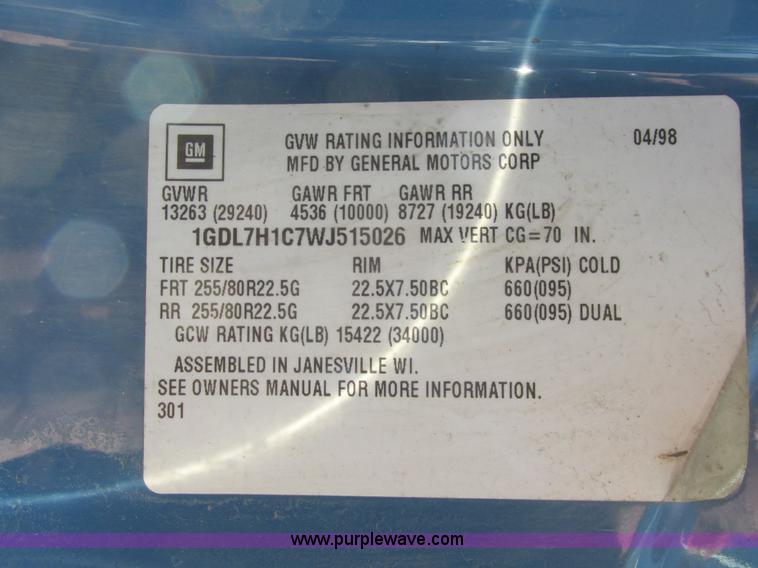 GM
GVW RATING INFORMATION ONLY 04/98
MFD BY GENERAL MOTORS CORP
GVWR GAWR FRT GAWR RR
13263 (29240) 4536 (10000) 8727 (19240) KG(LB)
1GDL7H1C7WJ515026 MAX VERT CG=70 IN.
TIRE SIZE RIM KPA(PSI) COLD
FRT 255/80R22.5G 22.5X7.50BC 660(095)
RR 255/80R22.5G 22.5X7.50BC 660(095) DUAL
GCW RATING KG(LB) 15422 (34000)
ASSEMBLED IN JANESVILLE WI.
SEE OWNERS MANUAL FOR MORE INFORMATION.
301
www.purplewave.com